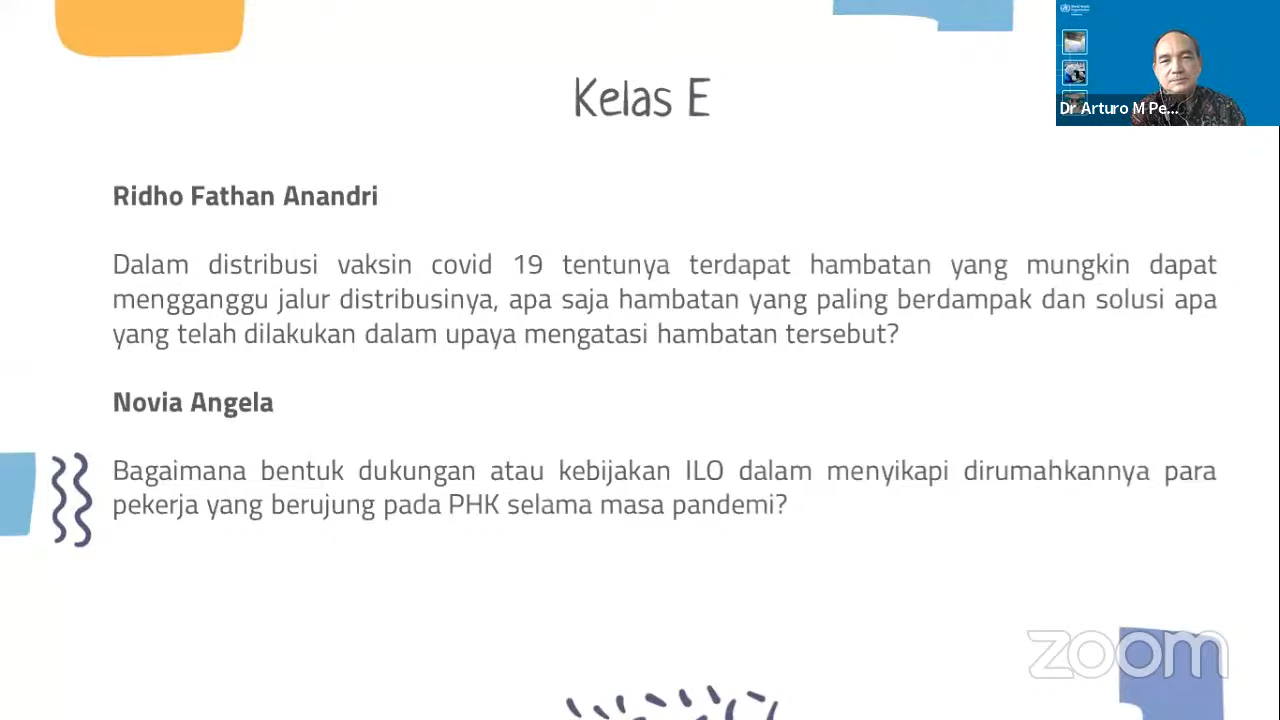 Kelas E
World Health Organization
Dr Arturo M Pe...
Ridho Fathan Anandri
Dalam distribusi vaksin covid 19 tentunya terdapat hambatan yang mungkin dapat
mengganggu jalur distribusinya, apa saja hambatan yang paling berdampak dan solusi apa
yang telah dilakukan dalam upaya mengatasi hambatan tersebut?
Novia Angela
Bagaimana bentuk dukungan atau kebijakan ILO dalam menyikapi dirumahkannya para
pekerja yang berujung pada PHK selama masa pandemi?
zoom